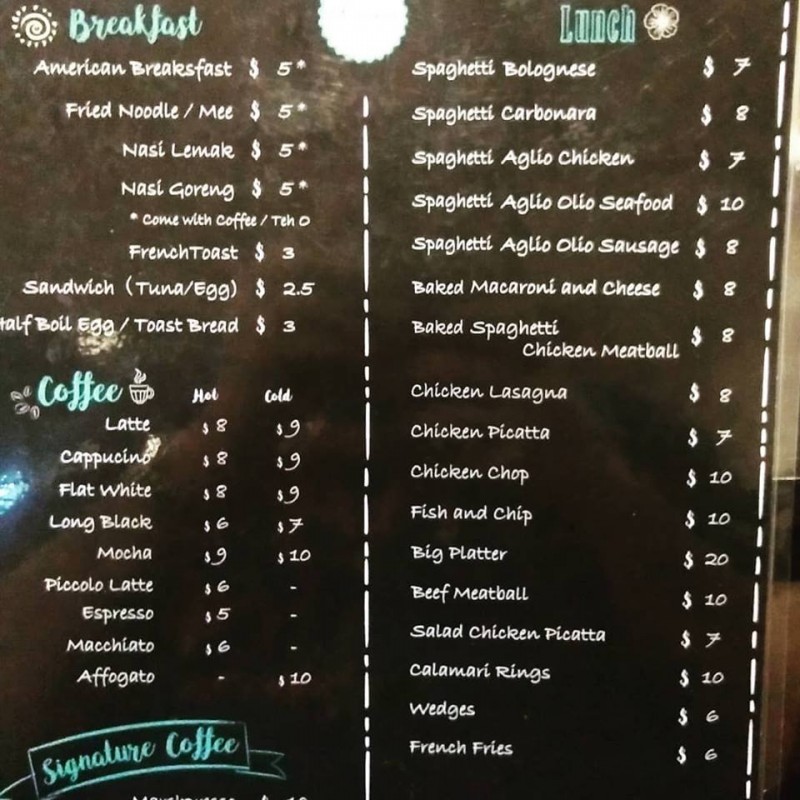 Breakfast
American Breaksfast $ 5*
Fried Noodle / Mee $ 5*
Nasi Lemak $ 5*
Nasi Goreng $ 5*
* Come with Coffee / Teh O
FrenchToast $ 3
Sandwich (Tuna/Egg) $ 2.5
Half Boil Egg / Toast Bread $ 3
Coffee Hot Cold
Latte $ 8 $ 9
Cappucino $ 8 $ 9
Flat White $ 8 $ 9
Long Black $ 6 $ 7
Mocha $ 9 $ 10
Piccolo Latte $ 6 -
Espresso $ 5 -
Macchiato $ 6 -
Affogato - $ 10
Signature Coffee
Lunch
Spaghetti Bolognese $ 7
Spaghetti Carbonara $ 8
Spaghetti Aglio Chicken $ 7
Spaghetti Aglio Olio Seafood $ 10
Spaghetti Aglio Olio Sausage $ 8
Baked Macaroni and Cheese $ 8
Baked Spaghetti
Chicken Meatball $ 8
Chicken Lasagna $ 8
Chicken Picatta $ 7
Chicken Chop $ 10
Fish and Chip $ 10
Big Platter $ 20
Beef Meatball $ 10
Salad Chicken Picatta $ 7
Calamari Rings $ 10
Wedges $ 6
French Fries $ 6